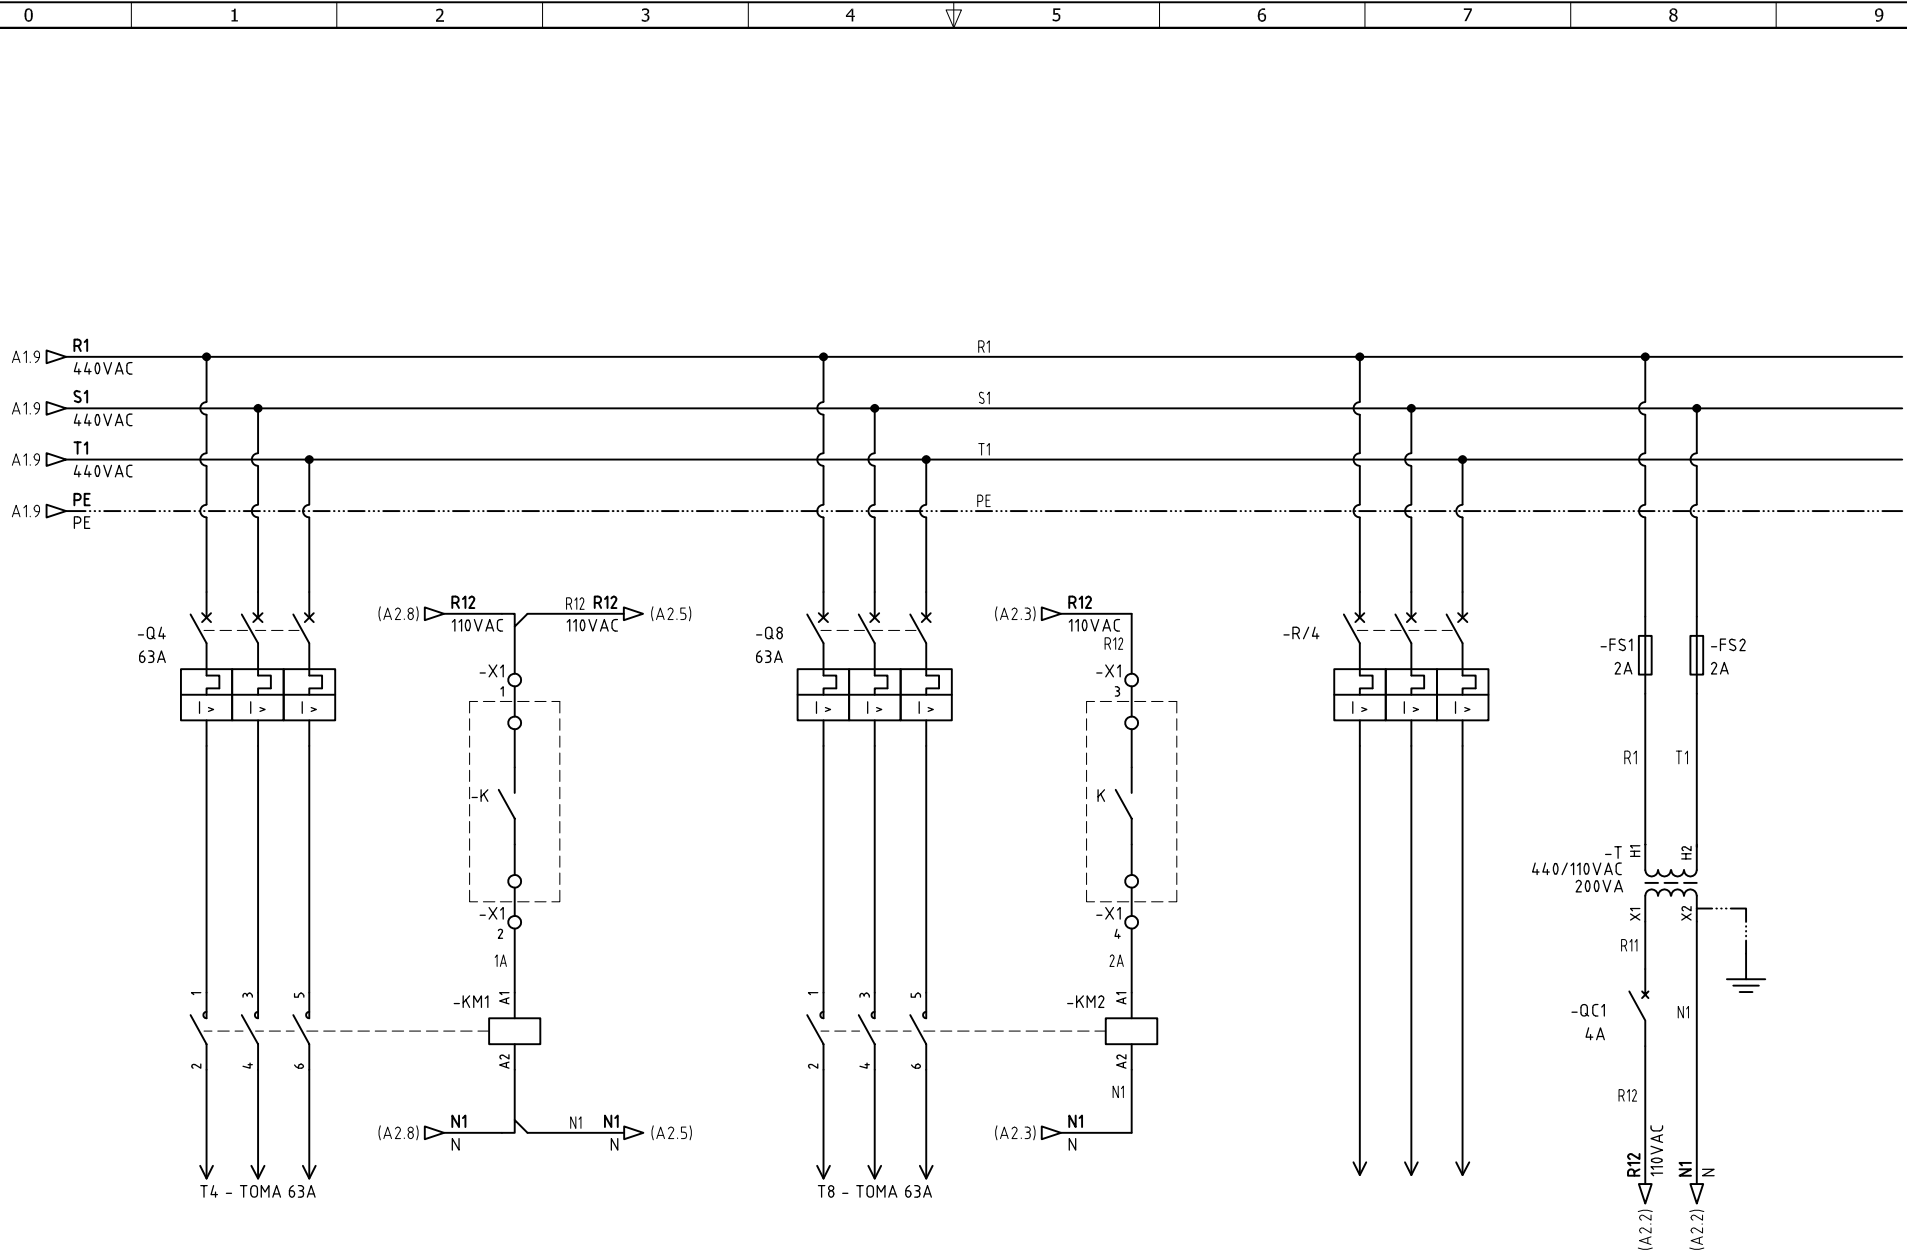 0 1 2 3 4 5 6 7 8 9
A1.9 R1 R1
440VAC
A1.9 S1 S1
440VAC
A1.9 T1 T1
440VAC
A1.9 PE PE
PE
-Q4
63A
I > I > I >
1 3 5
2 4 6
T4 - TOMA 63A
(A2.8) R12
110VAC
R12 R12 (A2.5)
110VAC
-X1
1
-K
-X1
2
1A
-KM1 A1
A2
(A2.8) N1
N
N1 N1 (A2.5)
N
-Q8
63A
I > I > I >
1 3 5
2 4 6
T8 - TOMA 63A
(A2.3) R12
110VAC
R12
-X1
3
K
-X1
4
2A
-KM2 A1
A2
N1
(A2.3) N1
N
-R/4
I > I > I >
-FS1
2A
-FS2
2A
R1 T1
-T
440/110VAC
200VA
H1 H2
X1 X2
R11
-QC1
4A
N1
R12
R12
110VAC
N1
N
(A2.2) (A2.2)